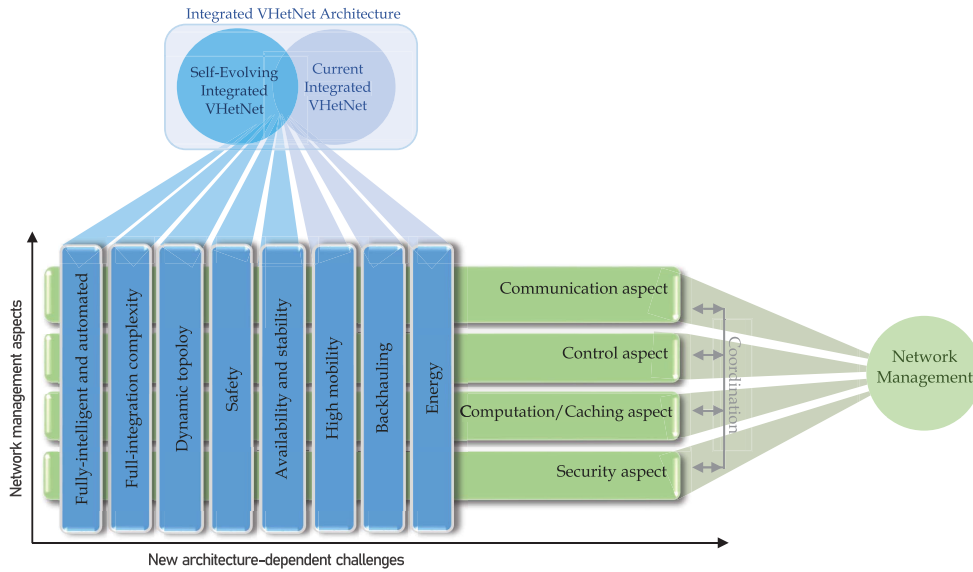 Integrated VHetNet Architecture
Self-Evolving
Integrated
VHetNet
Current
Integrated
VHetNet
Network management aspects
Fully-intelligent and automated
Full-integration complexity
Dynamic topoloy
Safety
Availability and stability
High mobility
Backhauling
Energy
Communication aspect
Control aspect
Computation/Caching aspect
Security aspect
Coordination
Network
Management
New architecture-dependent challenges